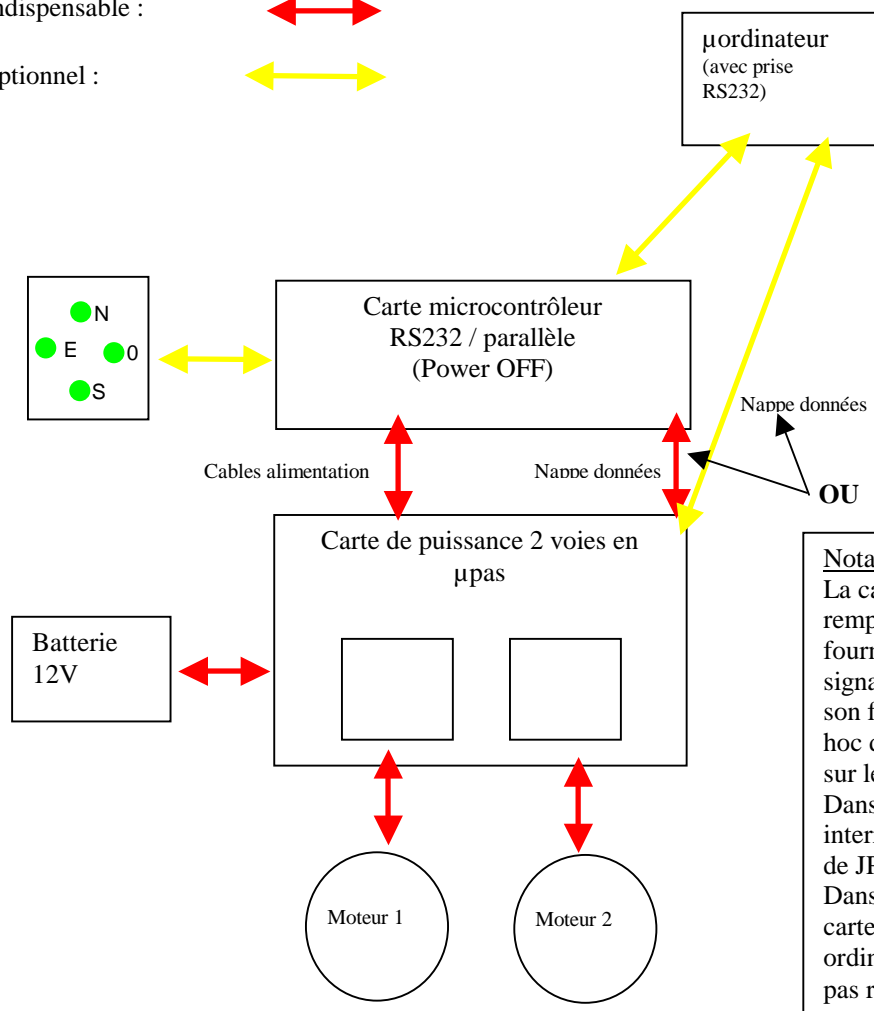 ndispensable :
ptionnel :
µordinateur
(avec prise
RS232)
N
E
0
S
Carte microcontrôleur
RS232 / parallèle
(Power OFF)
Nappe données
Cables alimentation
Nappe données
OU
Carte de puissance 2 voies en
µpas
Batterie
12V
Moteur 1
Moteur 2
Nota
La ca
remp
fourn
signa
son f
hoc d
sur le
Dans
inter
de JP
Dans
carte
ordin
pas r